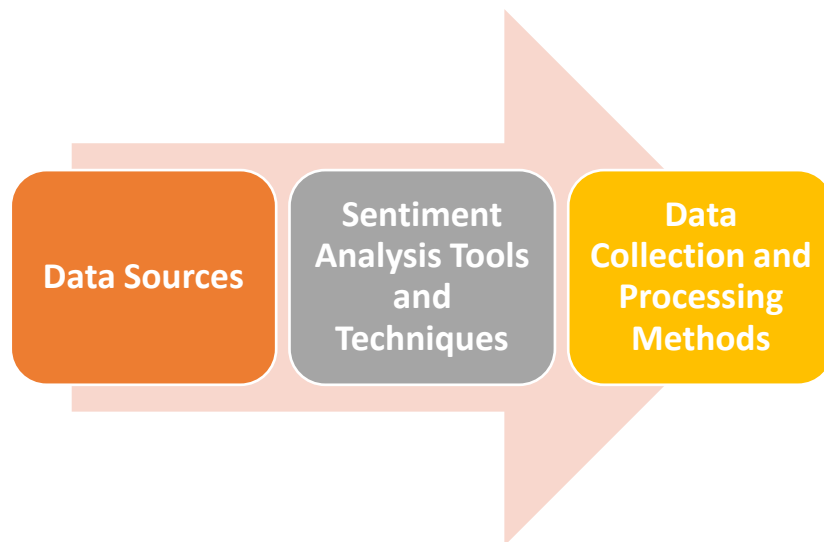 Data Sources
Sentiment
Analysis Tools
and
Techniques
Data
Collection and
Processing
Methods